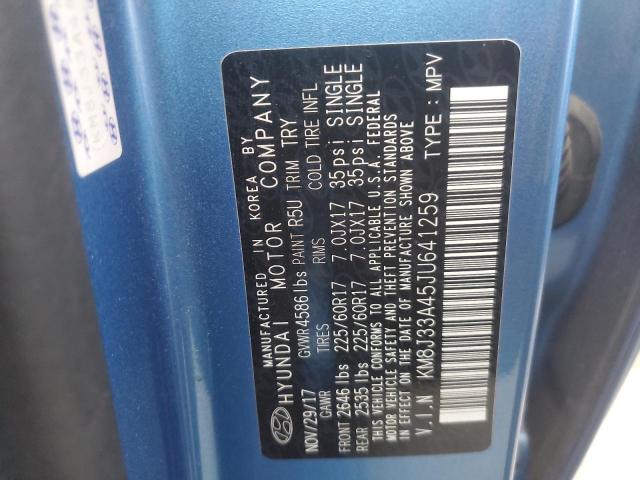 MANUFACTURED IN KOREA BY
HYUNDAI MOTOR COMPANY
NOV/29/17 GVWR 4586lbs PAINT R5U TRIM TRY
GAWR TIRES RIMS COLD TIRE INFL
FRONT 2646 lbs 225/60R17 7.0JX17 35psi SINGLE
REAR 2535 lbs 225/60R17 7.0JX17 35psi SINGLE
THIS VEHICLE CONFORMS TO ALL APPLICABLE U.S.A. FEDERAL
MOTOR VEHICLE SAFETY AND THEFT PREVENTION STANDARDS
IN EFFECT ON THE DATE OF MANUFACTURE SHOWN ABOVE
V.I.N : KM8J33A45JU641259 TYPE : MPV